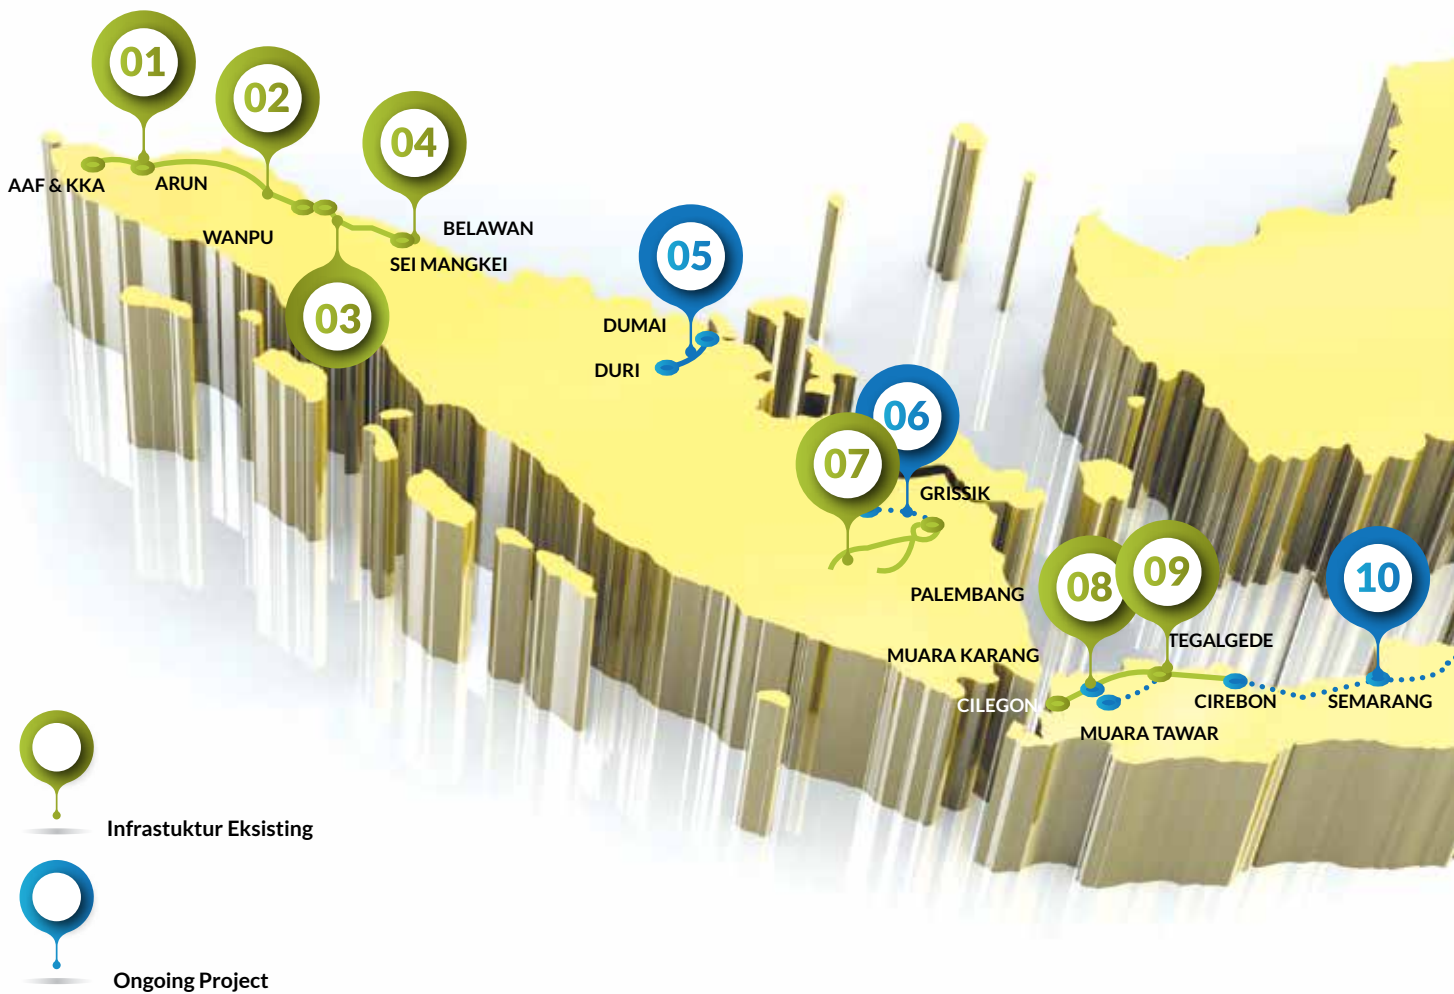 01
02
04
AAF & KKA
ARUN
WANPU
BELAWAN
SEI MANGKEI
03
05
DUMAI
DURI
06
07
GRISSIK
PALEMBANG
08
09
10
MUARA KARANG
TEGALGEDE
CILEGON
CIREBON
SEMARANG
MUARA TAWAR
Infrastuktur Eksisting
Ongoing Project